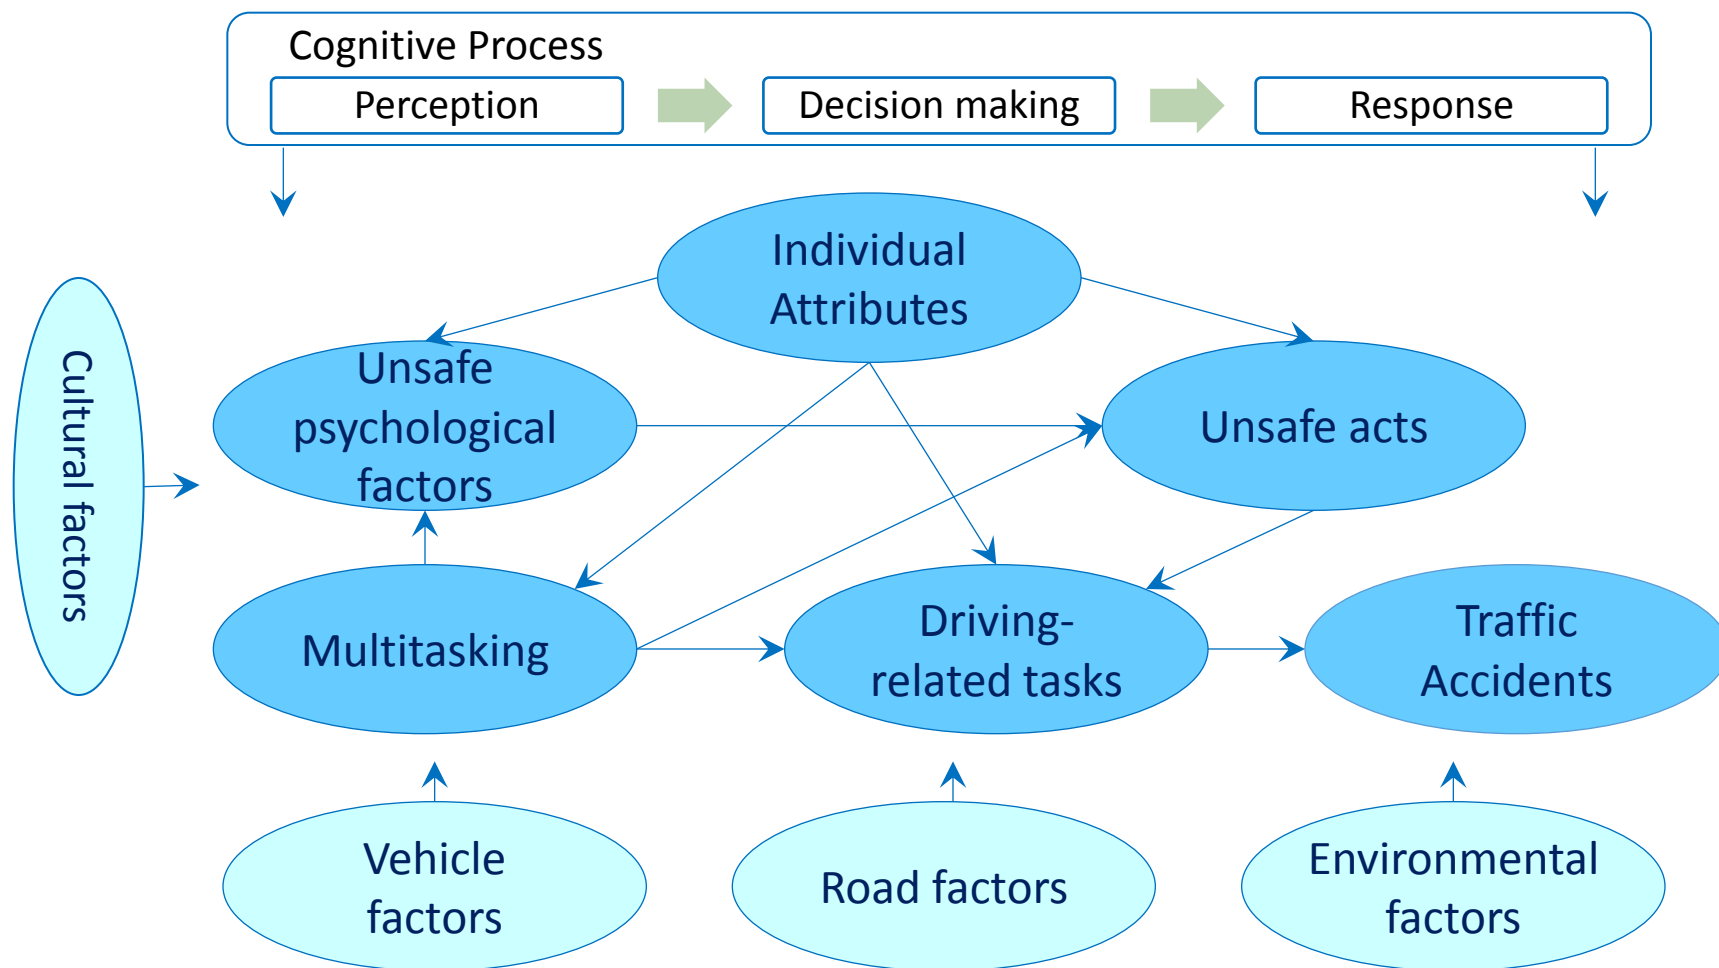 Cognitive Process
Perception
Decision making
Response
Individual
Attributes
Cultural factors
Unsafe
psychological
factors
Unsafe acts
Multitasking
Driving-
related tasks
Traffic
Accidents
Vehicle
factors
Road factors
Environmental
factors